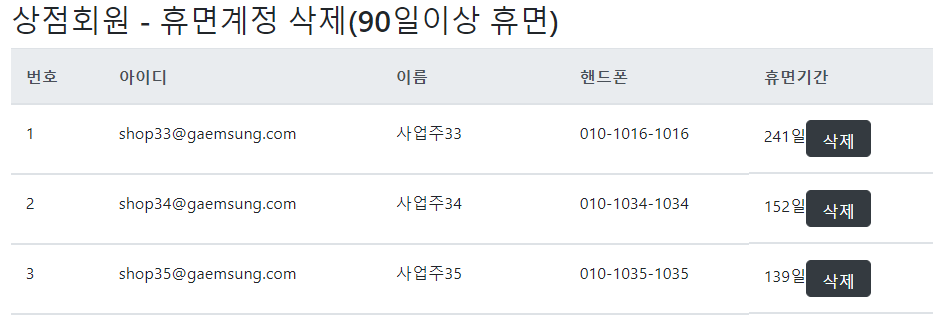 상점회원 - 휴면계정 삭제(90일이상 휴면)
번호 아이디 이름 핸드폰 휴면기간
1 shop33@gaemsung.com 사업주33 010-1016-1016 241일 삭제
2 shop34@gaemsung.com 사업주34 010-1034-1034 152일 삭제
3 shop35@gaemsung.com 사업주35 010-1035-1035 139일 삭제